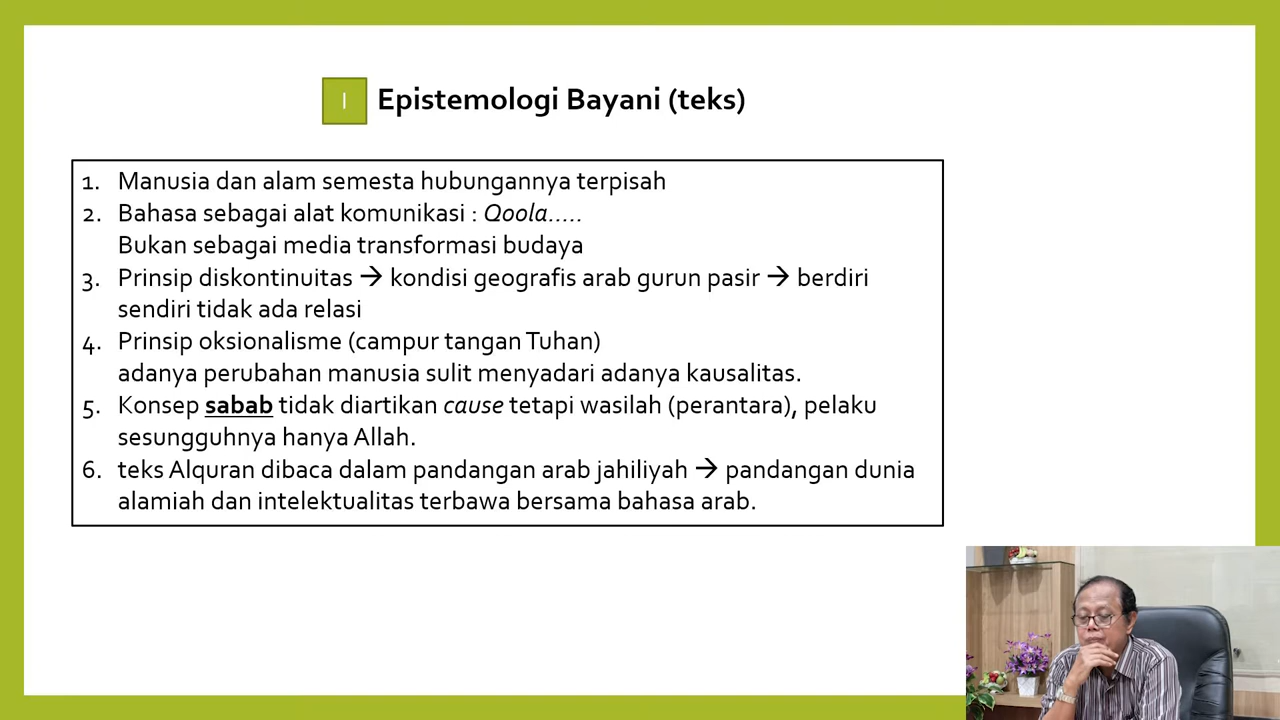 I Epistemologi Bayani (teks)
1. Manusia dan alam semesta hubungannya terpisah
2. Bahasa sebagai alat komunikasi : Qoola.....
Bukan sebagai media transformasi budaya
3. Prinsip diskontinuitas → kondisi geografis arab gurun pasir → berdiri
sendiri tidak ada relasi
4. Prinsip oksionalisme (campur tangan Tuhan)
adanya perubahan manusia sulit menyadari adanya kausalitas.
5. Konsep sabab tidak diartikan cause tetapi wasilah (perantara), pelaku
sesungguhnya hanya Allah.
6. teks Alquran dibaca dalam pandangan arab jahiliyah → pandangan dunia
alamiah dan intelektualitas terbawa bersama bahasa arab.